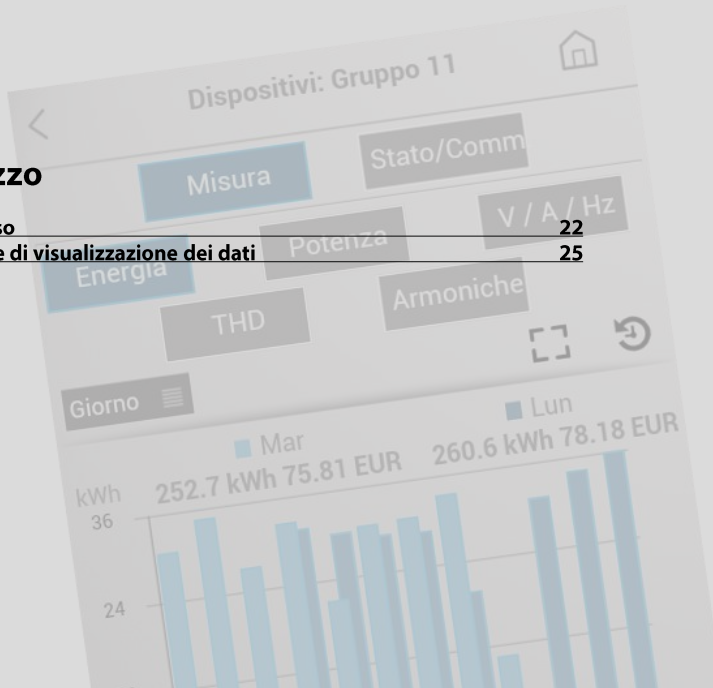 Dispositivi: Gruppo 11
zzo
Misura
Stato/Comm
so 22
e di visualizzazione dei dati 25
Energia
Potenza
V / A / Hz
THD
Armoniche
Giorno
Mar
Lun
252.7 kWh 75.81 EUR
260.6 kWh 78.18 EUR
kWh
36
24